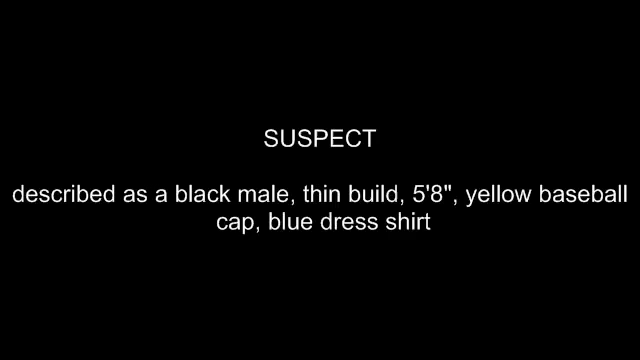 SUSPECT
described as a black male, thin build, 5'8", yellow baseball
cap, blue dress shirt